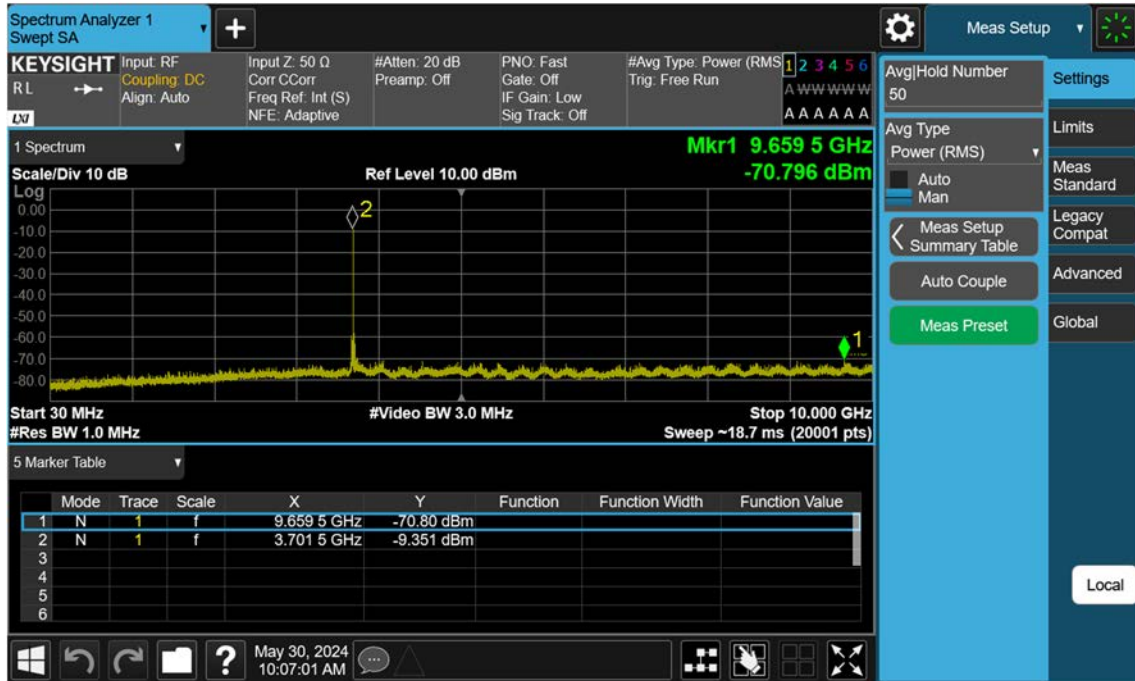 Spectrum Analyzer 1
Swept SA
+
Meas Setup
KEYSIGHT
RL
LXI
Input: RF
Coupling: DC
Align: Auto
Input Z: 50 Ω
Corr CCorr
Freq Ref: Int (S)
NFE: Adaptive
#Atten: 20 dB
Preamp: Off
PNO: Fast
Gate: Off
IF Gain: Low
Sig Track: Off
#Avg Type: Power (RMS
Trig: Free Run
1 2 3 4 5 6
A W W W W W
A A A A A A
1 Spectrum
Mkr1 9.659 5 GHz
-70.796 dBm
Scale/Div 10 dB
Ref Level 10.00 dBm
Log
0.00
-10.0
-20.0
-30.0
-40.0
-50.0
-60.0
-70.0
-80.0
2
1
Start 30 MHz
#Video BW 3.0 MHz
Stop 10.000 GHz
#Res BW 1.0 MHz
Sweep ~18.7 ms (20001 pts)
5 Marker Table
Mode Trace Scale X Y Function Function Width Function Value
1 N 1 f 9.659 5 GHz -70.80 dBm
2 N 1 f 3.701 5 GHz -9.351 dBm
3
4
5
6
?
May 30, 2024
10:07:01 AM
Avg|Hold Number
50
Avg Type
Power (RMS)
Auto
Man
Meas Setup
Summary Table
Auto Couple
Meas Preset
Settings
Limits
Meas
Standard
Legacy
Compat
Advanced
Global
Local